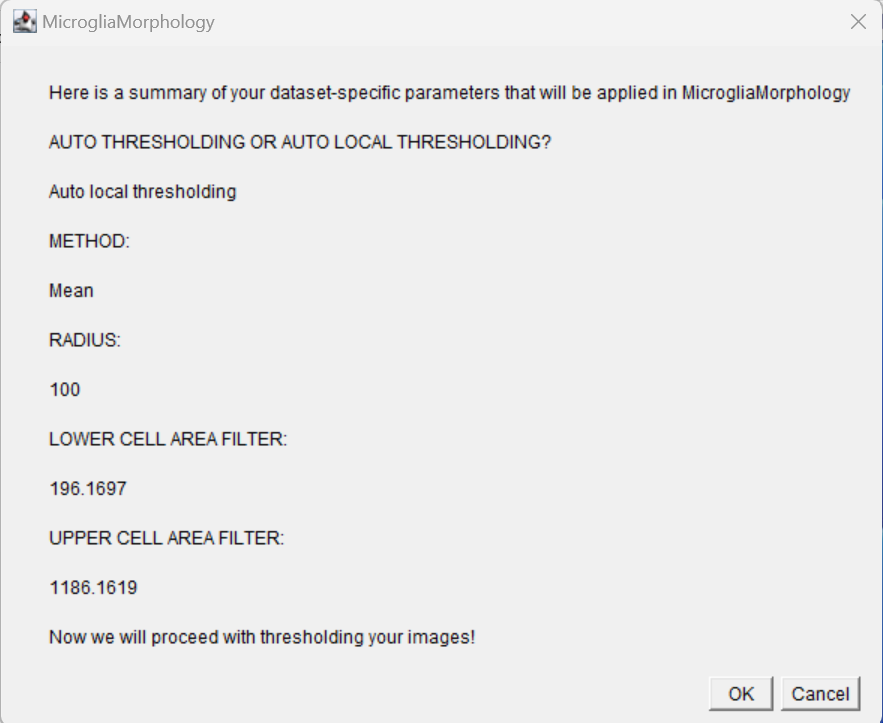 MicrogliaMorphology
Here is a summary of your dataset-specific parameters that will be applied in MicrogliaMorphology
AUTO THRESHOLDING OR AUTO LOCAL THRESHOLDING?
Auto local thresholding
METHOD:
Mean
RADIUS:
100
LOWER CELL AREA FILTER:
196.1697
UPPER CELL AREA FILTER:
1186.1619
Now we will proceed with thresholding your images!
OK Cancel